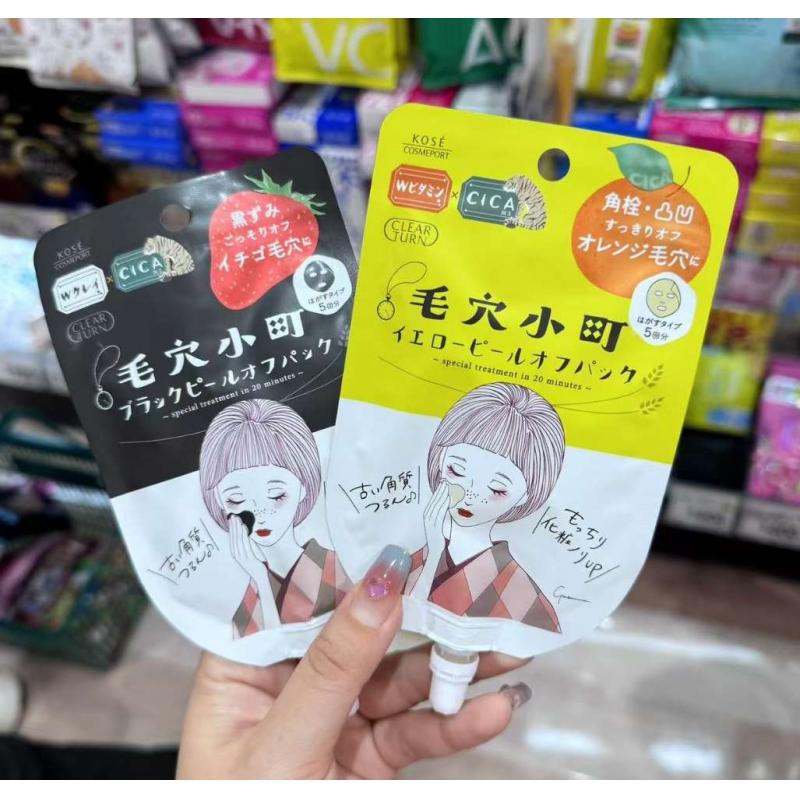 VC
A
KOSÉ
COSMEPORT
Wクレイ
×
CICA
CLEAR
TURN
黒ずみ
ごっそりオフ
イチゴ毛穴に
はがすタイプ
5回分
毛穴小町
ブラックピールオフパック
~ special treatment in 20 minutes ~
古い角質
つるん♪
KOSÉ
COSMEPORT
Wビタミン
×
CICA
CLEAR
TURN
CICA
角栓・凸凹
すっきりオフ
オレンジ毛穴に
はがすタイプ
5回分
毛穴小町
イエローピールオフパック
~ special treatment in 20 minutes ~
古い角質
つるん♪
もっちり
化粧ノリUP